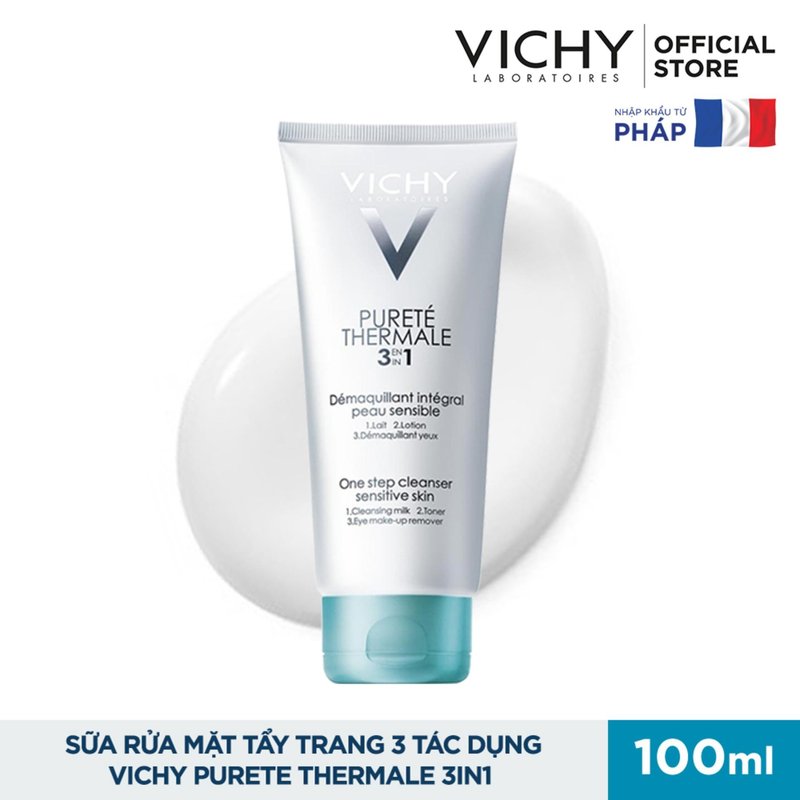 VICHY
LABORATOIRES
OFFICIAL
STORE
NHẬP KHẨU TỪ
PHÁP
VICHY
LABORATOIRES
V
PURETÉ
THERMALE
3 EN IN 1
Démaquillant intégral
peau sensible
1.Lait 2.Lotion
3.Démaquillant yeux
One step cleanser
sensitive skin
1.Cleansing milk 2.Toner
3.Eye make-up remover
SỮA RỬA MẶT TẨY TRANG 3 TÁC DỤNG
VICHY PURETE THERMALE 3IN1
100ml